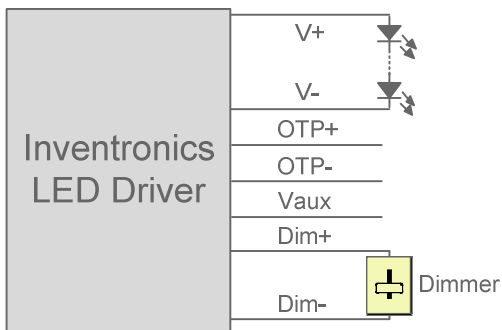 V+
V-
OTP+
OTP-
Vaux
Dim+
Dim-
Inventronics
LED Driver
Dimmer